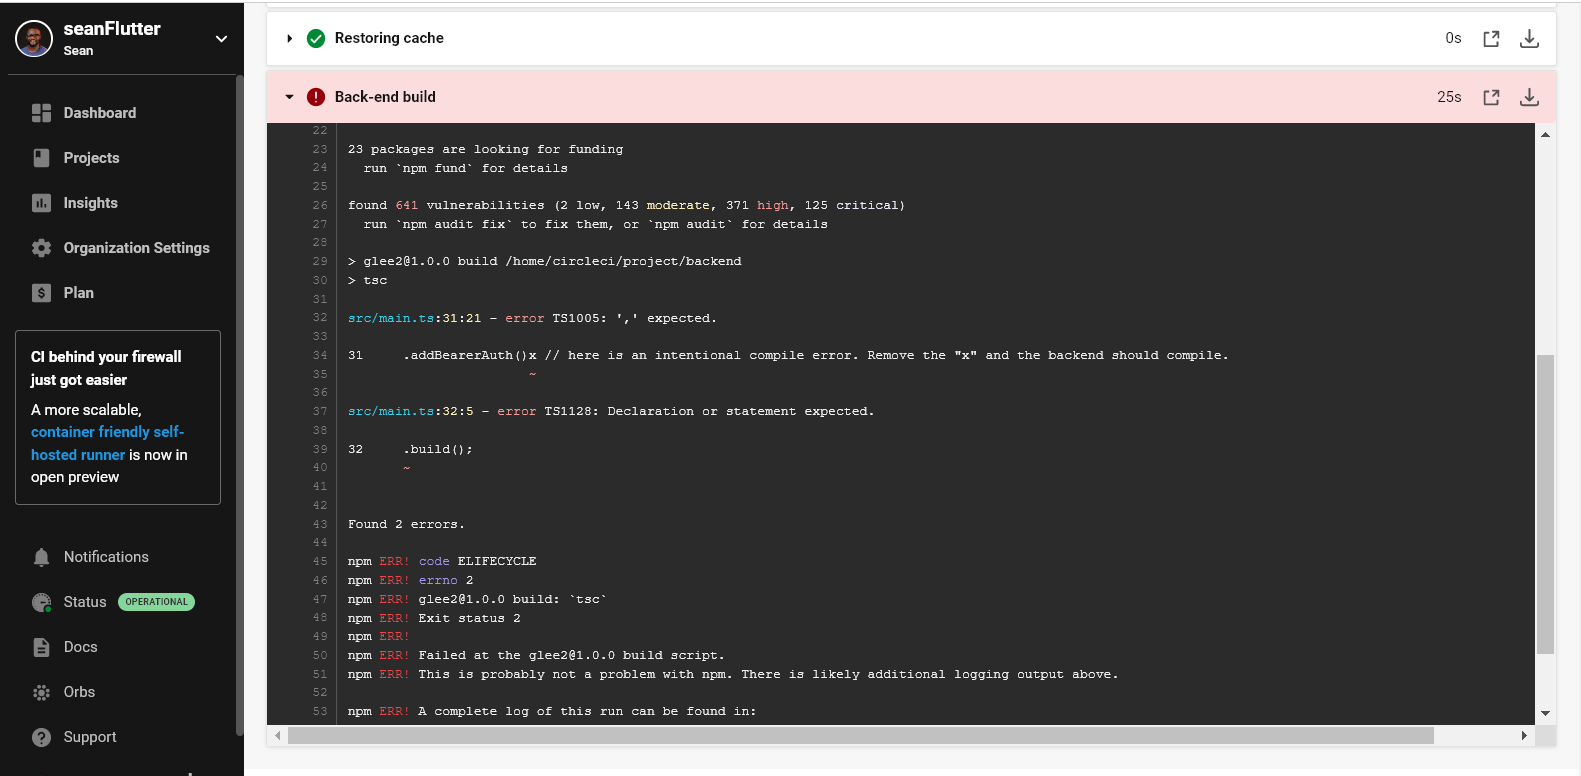 seanFlutter
Sean
Dashboard
Projects
Insights
Organization Settings
Plan
CI behind your firewall
just got easier
A more scalable,
container friendly self-
hosted runner is now in
open preview
Notifications
Status OPERATIONAL
Docs
Orbs
Support
Restoring cache 0s
Back-end build 25s
22
23 23 packages are looking for funding
24   run `npm fund` for details
25
26 found 641 vulnerabilities (2 low, 143 moderate, 371 high, 125 critical)
27   run `npm audit fix` to fix them, or `npm audit` for details
28
29 > glee2@1.0.0 build /home/circleci/project/backend
30 > tsc
31
32 src/main.ts:31:21 - error TS1005: ',' expected.
33
34 31     .addBearerAuth()x // here is an intentional compile error. Remove the "x" and the backend should compile.
35                        ~
36
37 src/main.ts:32:5 - error TS1128: Declaration or statement expected.
38
39 32     .build();
40        ~
41
42
43 Found 2 errors.
44
45 npm ERR! code ELIFECYCLE
46 npm ERR! errno 2
47 npm ERR! glee2@1.0.0 build: `tsc`
48 npm ERR! Exit status 2
49 npm ERR!
50 npm ERR! Failed at the glee2@1.0.0 build script.
51 npm ERR! This is probably not a problem with npm. There is likely additional logging output above.
52
53 npm ERR! A complete log of this run can be found in: